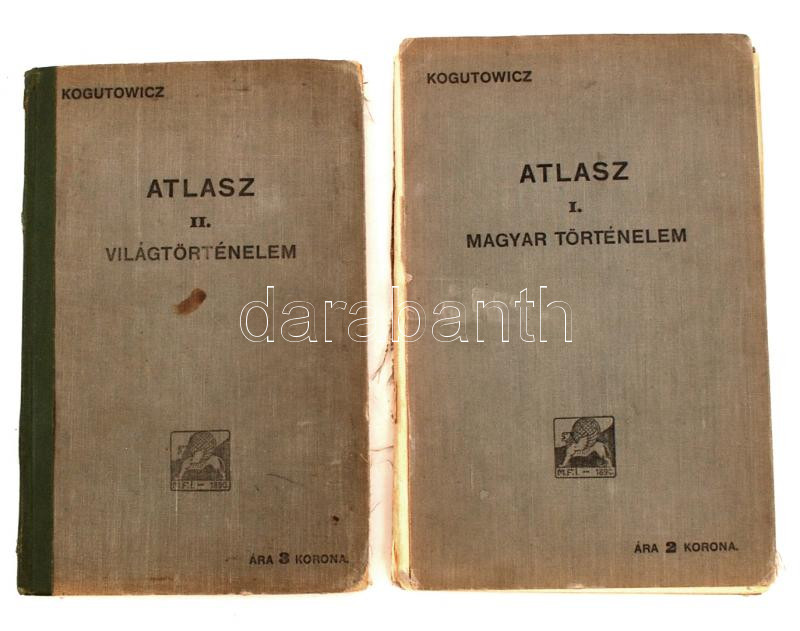 KOGUTOWICZ
ATLASZ
II.
VILÁGTÖRTÉNELEM
M.F.I. – 1890
ÁRA 3 KORONA.
KOGUTOWICZ
ATLASZ
I.
MAGYAR TÖRTÉNELEM
M.F.I. – 1890
ÁRA 2 KORONA.
darabanth